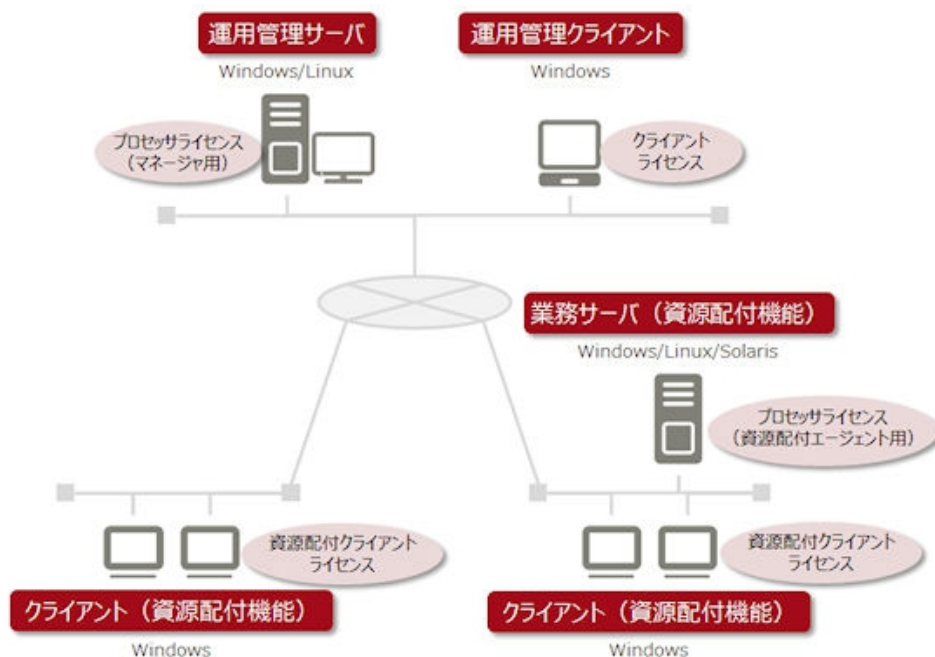 運用管理サーバ
運用管理クライアント
Windows/Linux
Windows
プロセッサライセンス
（マネージャ用）
クライアント
ライセンス
業務サーバ（資源配付機能）
Windows/Linux/Solaris
プロセッサライセンス
（資源配付エージェント用）
資源配付クライアント
ライセンス
資源配付クライアント
ライセンス
クライアント（資源配付機能）
クライアント（資源配付機能）
Windows
Windows